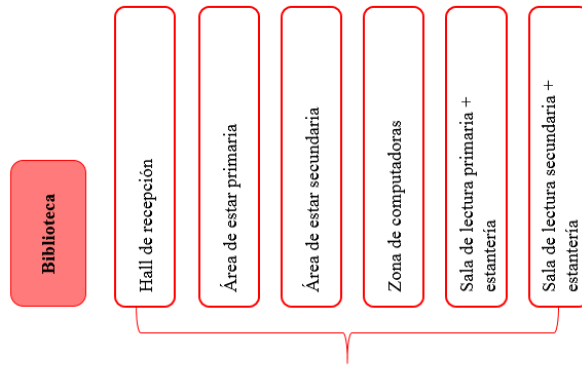 Biblioteca
Hall de recepción
Área de estar primaria
Área de estar secundaria
Zona de computadoras
Sala de lectura primaria +
estantería
Sala de lectura secundaria +
estantería